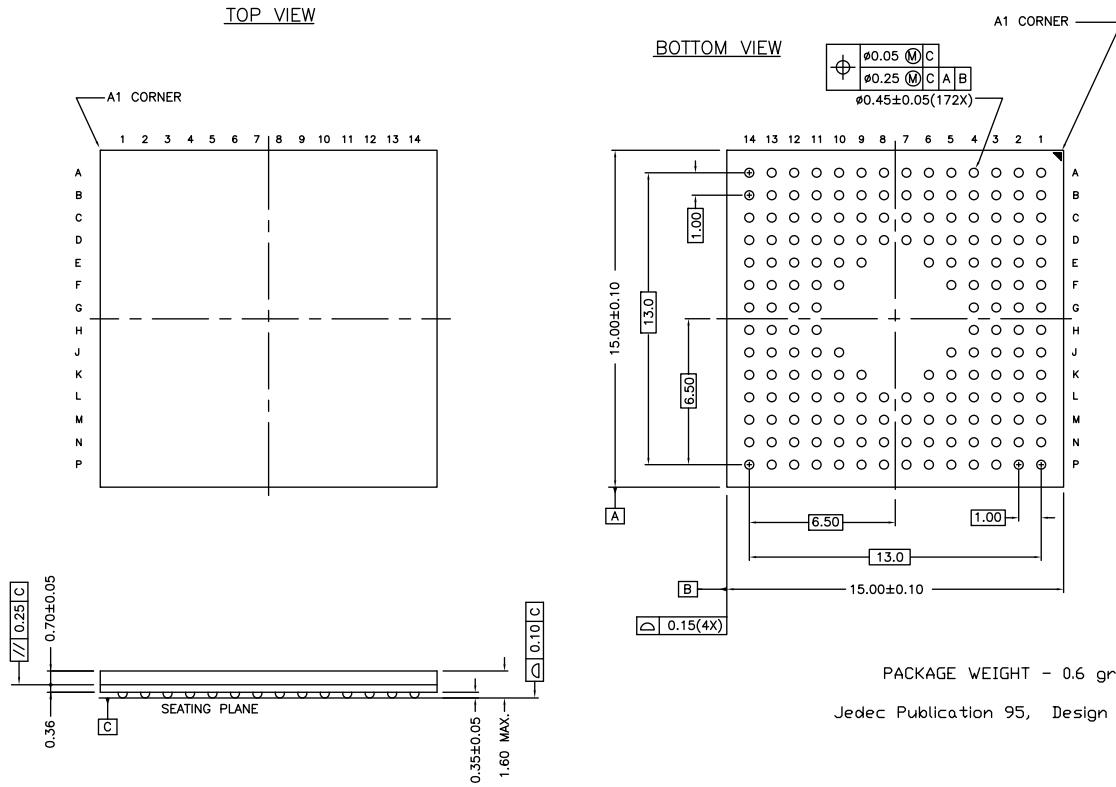 TOP VIEW
A1 CORNER
1 2 3 4 5 6 7 8 9 10 11 12 13 14
A
B
C
D
E
F
G
H
J
K
L
M
N
P
BOTTOM VIEW
A1 CORNER
⌀0.05 Ⓜ C
⌀0.25 Ⓜ C A B
⌀0.45±0.05(172X)
14 13 12 11 10 9 8 7 6 5 4 3 2 1
A
B
C
D
E
F
G
H
J
K
L
M
N
P
1.00
15.00±0.10
13.0
6.50
A
6.50
1.00
13.0
B
15.00±0.10
0.15(4X)
// 0.25 C
0.70±0.05
0.36
C
SEATING PLANE
0.10 C
0.35±0.05
1.60 MAX.
PACKAGE WEIGHT - 0.6 gr
Jedec Publication 95, Design